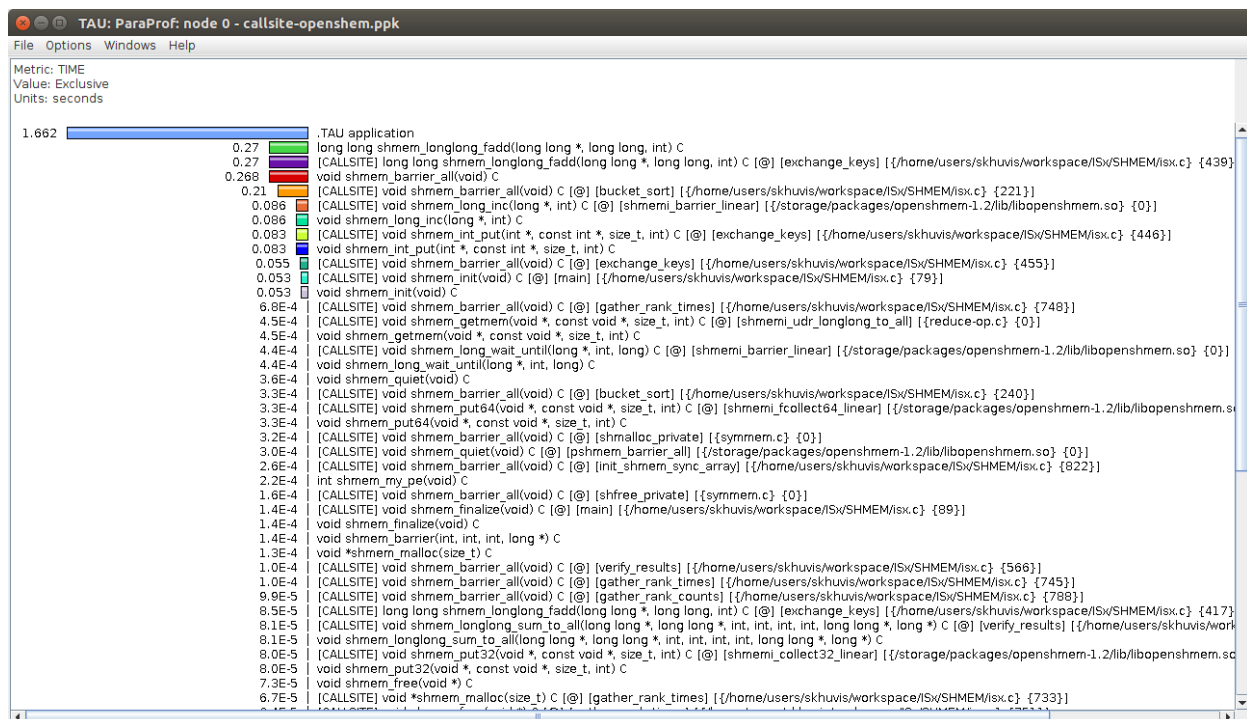 TAU: ParaProf: node 0 - callsite-openshem.ppk
File Options Windows Help
Metric: TIME
Value: Exclusive
Units: seconds
1.662 .TAU application
0.27 long long shmem_longlong_fadd(long long *, long long, int) C
0.27 [CALLSITE] long long shmem_longlong_fadd(long long *, long long, int) C [@] [exchange_keys] [{/home/users/skhuvis/workspace/ISx/SHMEM/isx.c} {439}
0.268 void shmem_barrier_all(void) C
0.21 [CALLSITE] void shmem_barrier_all(void) C [@] [bucket_sort] [{/home/users/skhuvis/workspace/ISx/SHMEM/isx.c} {221}]
0.086 [CALLSITE] void shmem_long_inc(long *, int) C [@] [shmemi_barrier_linear] [{/storage/packages/openshmem-1.2/lib/libopenshmem.so} {0}]
0.086 void shmem_long_inc(long *, int) C
0.083 [CALLSITE] void shmem_int_put(int *, const int *, size_t, int) C [@] [exchange_keys] [{/home/users/skhuvis/workspace/ISx/SHMEM/isx.c} {446}]
0.083 void shmem_int_put(int *, const int *, size_t, int) C
0.055 [CALLSITE] void shmem_barrier_all(void) C [@] [exchange_keys] [{/home/users/skhuvis/workspace/ISx/SHMEM/isx.c} {455}]
0.053 [CALLSITE] void shmem_init(void) C [@] [main] [{/home/users/skhuvis/workspace/ISx/SHMEM/isx.c} {79}]
0.053 void shmem_init(void) C
6.8E-4 [CALLSITE] void shmem_barrier_all(void) C [@] [gather_rank_times] [{/home/users/skhuvis/workspace/ISx/SHMEM/isx.c} {748}]
4.5E-4 [CALLSITE] void shmem_getmem(void *, const void *, size_t, int) C [@] [shmemi_udr_longlong_to_all] [{reduce-op.c} {0}]
4.5E-4 void shmem_getmem(void *, const void *, size_t, int) C
4.4E-4 [CALLSITE] void shmem_long_wait_until(long *, int, long) C [@] [shmemi_barrier_linear] [{/storage/packages/openshmem-1.2/lib/libopenshmem.so} {0}]
4.4E-4 void shmem_long_wait_until(long *, int, long) C
3.6E-4 void shmem_quiet(void) C
3.3E-4 [CALLSITE] void shmem_barrier_all(void) C [@] [bucket_sort] [{/home/users/skhuvis/workspace/ISx/SHMEM/isx.c} {240}]
3.3E-4 [CALLSITE] void shmem_put64(void *, const void *, size_t, int) C [@] [shmemi_fcollect64_linear] [{/storage/packages/openshmem-1.2/lib/libopenshmem.s
3.3E-4 void shmem_put64(void *, const void *, size_t, int) C
3.2E-4 [CALLSITE] void shmem_barrier_all(void) C [@] [shmalloc_private] [{symmem.c} {0}]
3.0E-4 [CALLSITE] void shmem_quiet(void) C [@] [pshmem_barrier_all] [{/storage/packages/openshmem-1.2/lib/libopenshmem.so} {0}]
2.6E-4 [CALLSITE] void shmem_barrier_all(void) C [@] [init_shmem_sync_array] [{/home/users/skhuvis/workspace/ISx/SHMEM/isx.c} {822}]
2.2E-4 int shmem_my_pe(void) C
1.6E-4 [CALLSITE] void shmem_barrier_all(void) C [@] [shfree_private] [{symmem.c} {0}]
1.4E-4 [CALLSITE] void shmem_finalize(void) C [@] [main] [{/home/users/skhuvis/workspace/ISx/SHMEM/isx.c} {89}]
1.4E-4 void shmem_finalize(void) C
1.4E-4 void shmem_barrier(int, int, int, long *) C
1.3E-4 void *shmem_malloc(size_t) C
1.0E-4 [CALLSITE] void shmem_barrier_all(void) C [@] [verify_results] [{/home/users/skhuvis/workspace/ISx/SHMEM/isx.c} {566}]
1.0E-4 [CALLSITE] void shmem_barrier_all(void) C [@] [gather_rank_times] [{/home/users/skhuvis/workspace/ISx/SHMEM/isx.c} {745}]
9.9E-5 [CALLSITE] void shmem_barrier_all(void) C [@] [gather_rank_counts] [{/home/users/skhuvis/workspace/ISx/SHMEM/isx.c} {788}]
8.5E-5 [CALLSITE] long long shmem_longlong_fadd(long long *, long long, int) C [@] [exchange_keys] [{/home/users/skhuvis/workspace/ISx/SHMEM/isx.c} {417}
8.1E-5 [CALLSITE] void shmem_longlong_sum_to_all(long long *, long long *, int, int, int, int, long long *, long *) C [@] [verify_results] [{/home/users/skhuvis/work
8.1E-5 void shmem_longlong_sum_to_all(long long *, long long *, int, int, int, int, long long *, long *) C
8.0E-5 [CALLSITE] void shmem_put32(void *, const void *, size_t, int) C [@] [shmemi_collect32_linear] [{/storage/packages/openshmem-1.2/lib/libopenshmem.so
8.0E-5 void shmem_put32(void *, const void *, size_t, int) C
7.3E-5 void shmem_free(void *) C
6.7E-5 [CALLSITE] void *shmem_malloc(size_t) C [@] [gather_rank_times] [{/home/users/skhuvis/workspace/ISx/SHMEM/isx.c} {733}]